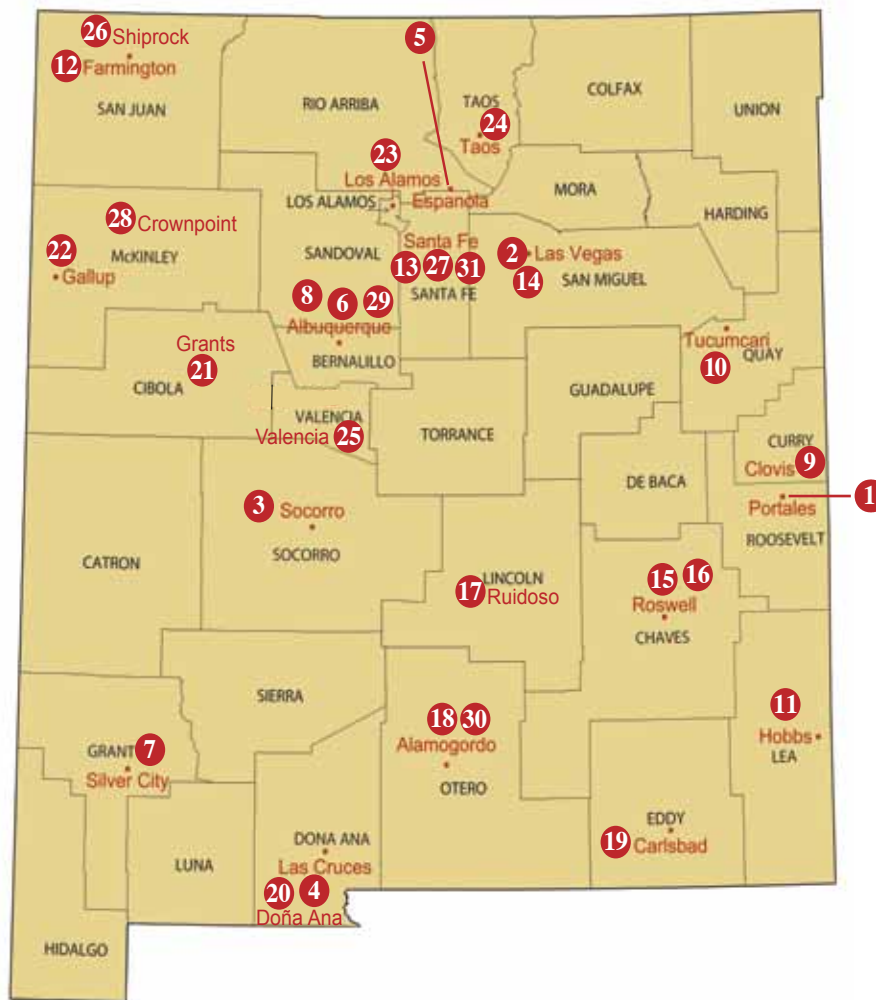 26 Shiprock
5
12 Farmington
SAN JUAN
RIO ARRIBA
TAOS
24
Taos
COLFAX
UNION
23
Los Alamos
LOS ALAMOS
Espanola
MORA
HARDING
28 Crownpoint
McKINLEY
22
Gallup
SANDOVAL
Santa Fe
13 27 31
SANTA FE
2 Las Vegas
14
SAN MIGUEL
8 6 29
Albuquerque
BERNALILLO
Tucumcari
10
QUAY
Grants
21
CIBOLA
VALENCIA
Valencia 25
TORRANCE
GUADALUPE
CURRY
Clovis 9
DE BACA
1
Portales
ROOSEVELT
3 Socorro
SOCORRO
CATRON
LINCOLN
17 Ruidoso
15 16
Roswell
CHAVES
SIERRA
18 30
Alamogordo
OTERO
11
Hobbs
LEA
GRANT 7
Silver City
EDDY
19 Carlsbad
LUNA
DONA ANA
Las Cruces
20 4
Doña Ana
HIDALGO